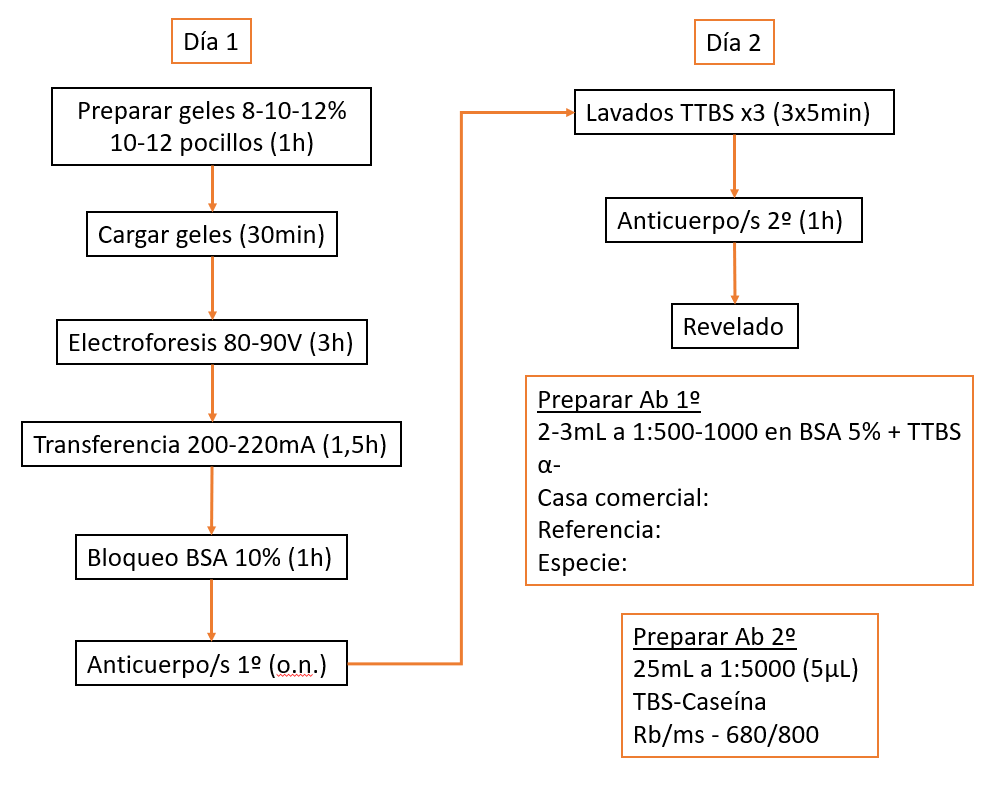 Día 1
Preparar geles 8-10-12%
10-12 pocillos (1h)
Cargar geles (30min)
Electroforesis 80-90V (3h)
Transferencia 200-220mA (1,5h)
Bloqueo BSA 10% (1h)
Anticuerpo/s 1º (o.n.)
Día 2
Lavados TTBS x3 (3x5min)
Anticuerpo/s 2º (1h)
Revelado
Preparar Ab 1º
2-3mL a 1:500-1000 en BSA 5% + TTBS
α-
Casa comercial:
Referencia:
Especie:
Preparar Ab 2º
25mL a 1:5000 (5µL)
TBS-Caseína
Rb/ms - 680/800